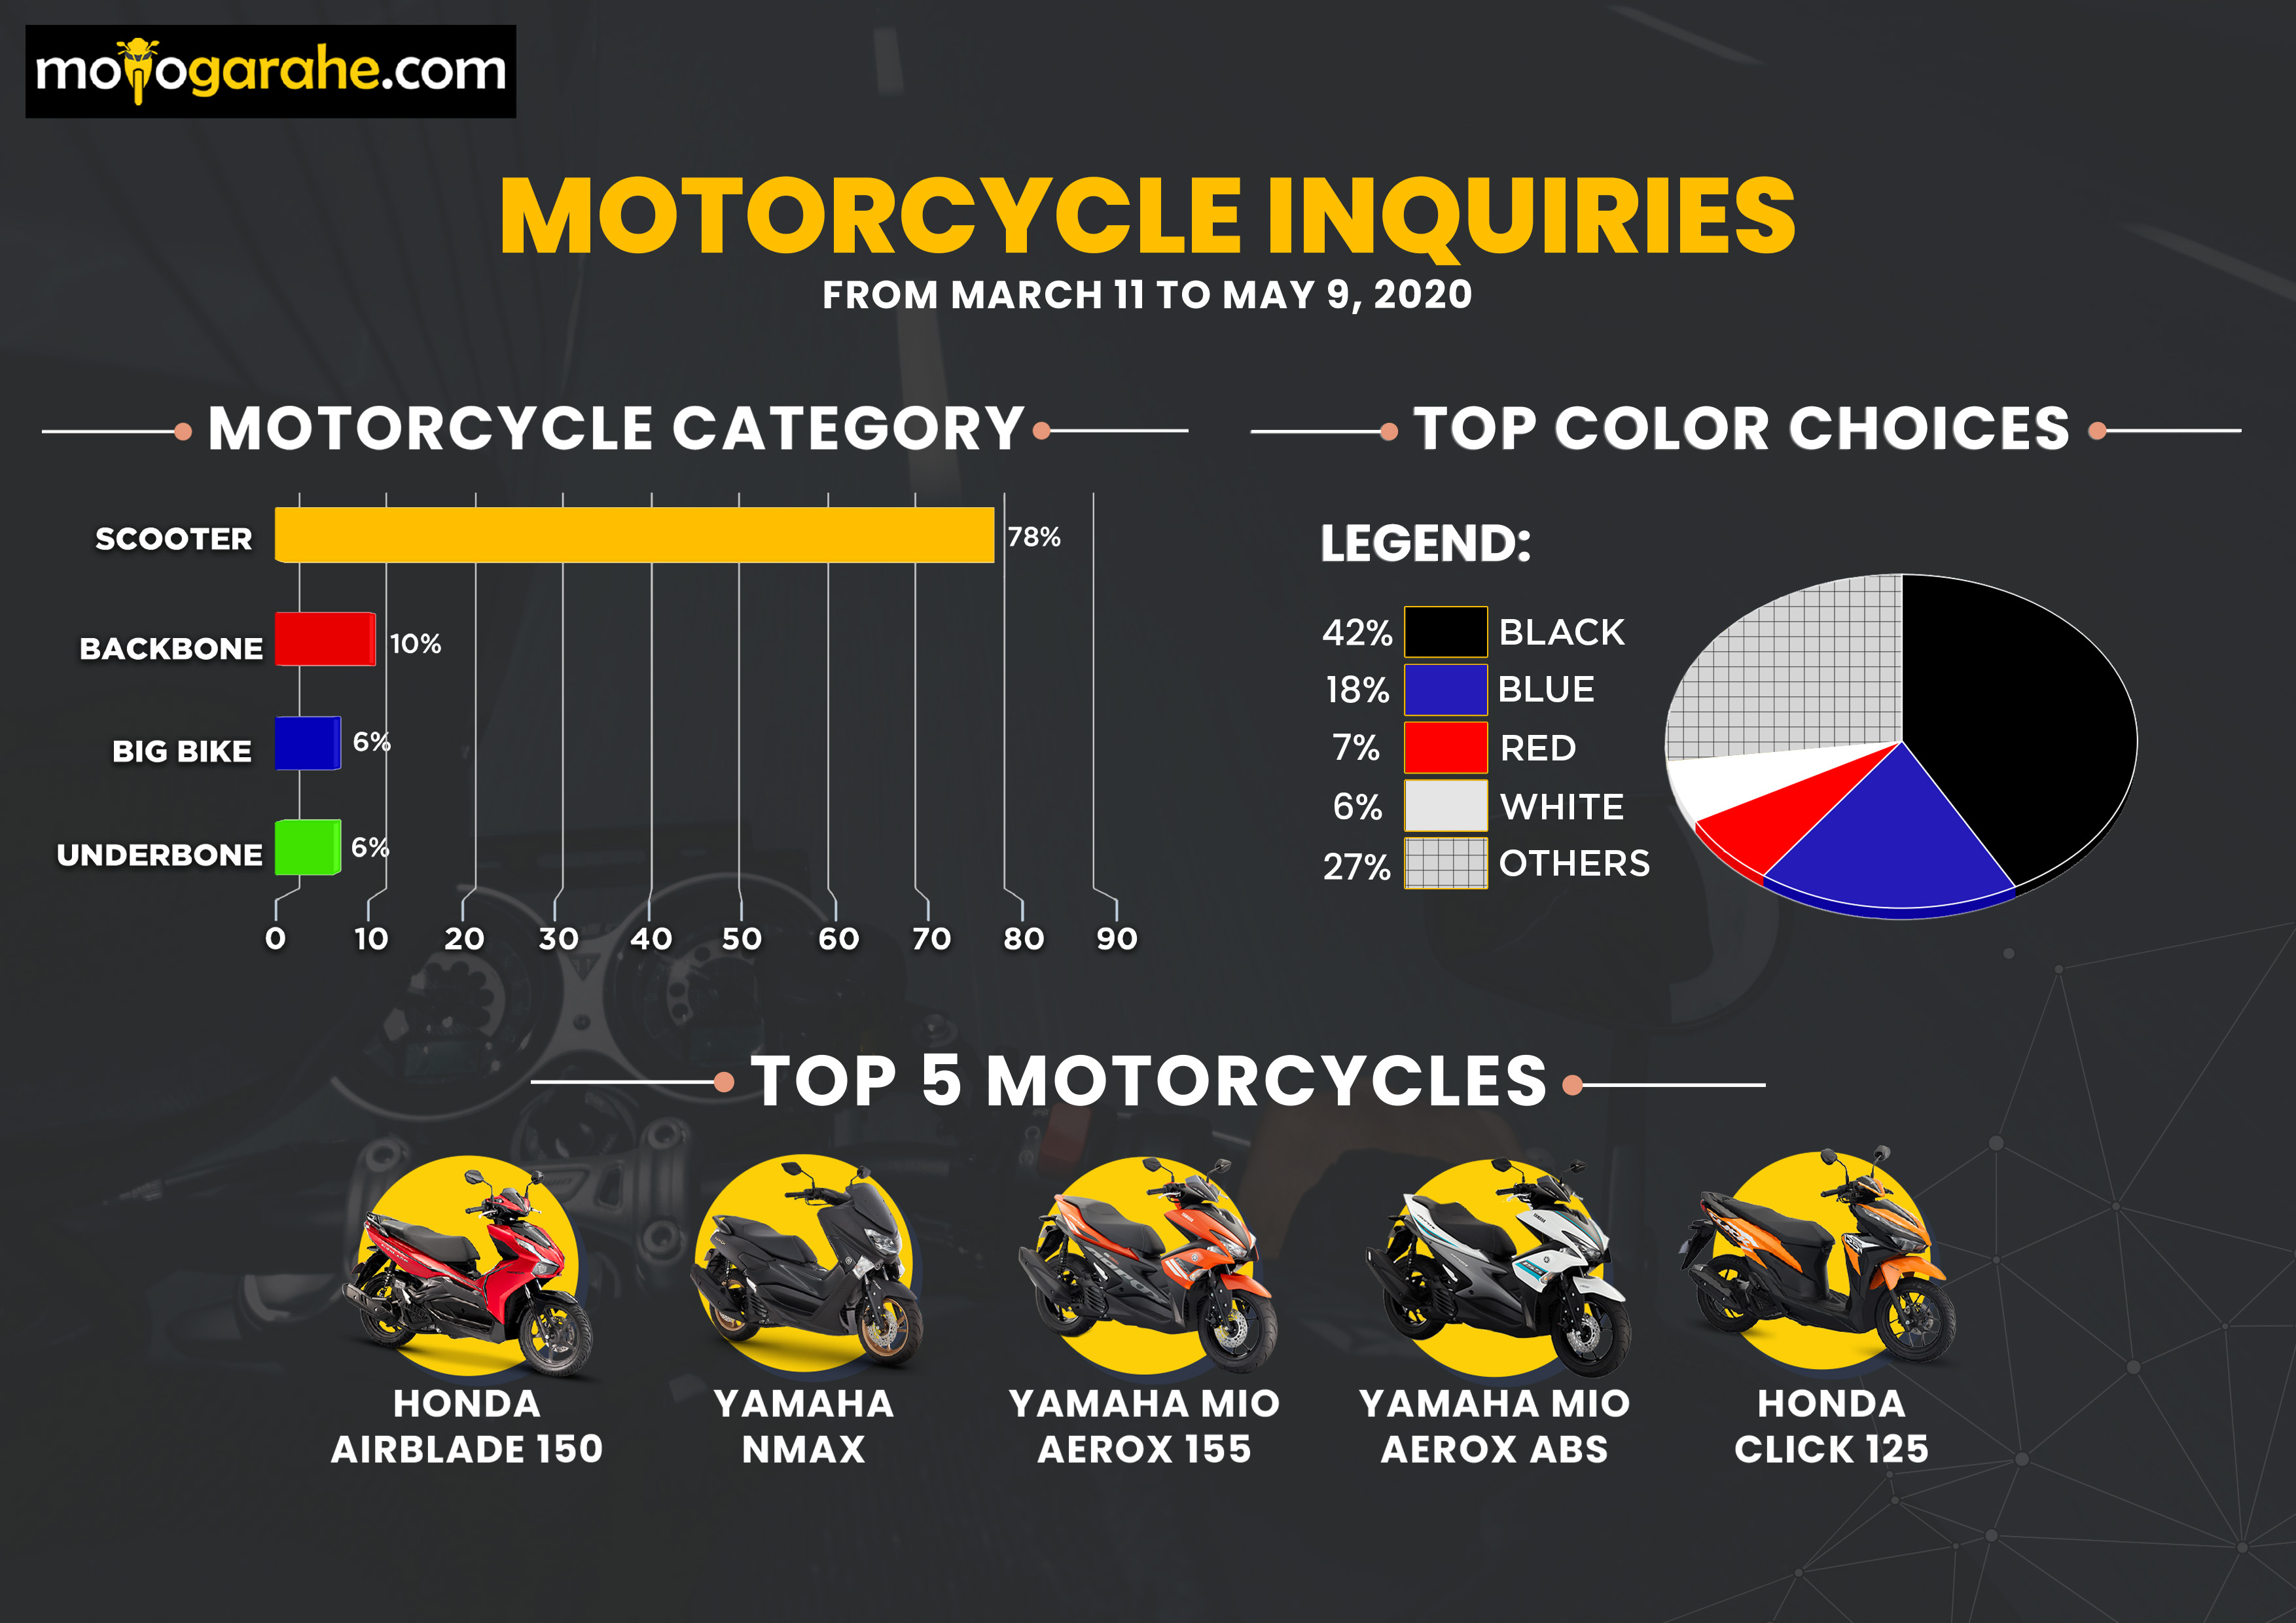 motogarahe.com
MOTORCYCLE INQUIRIES
FROM MARCH 11 TO MAY 9, 2020
MOTORCYCLE CATEGORY
SCOOTER 78%
BACKBONE 10%
BIG BIKE 6%
UNDERBONE 6%
0 10 20 30 40 50 60 70 80 90
TOP COLOR CHOICES
LEGEND:
42% BLACK
18% BLUE
7% RED
6% WHITE
27% OTHERS
TOP 5 MOTORCYCLES
HONDA
AIRBLADE 150
YAMAHA
NMAX
YAMAHA MIO
AEROX 155
YAMAHA MIO
AEROX ABS
HONDA
CLICK 125